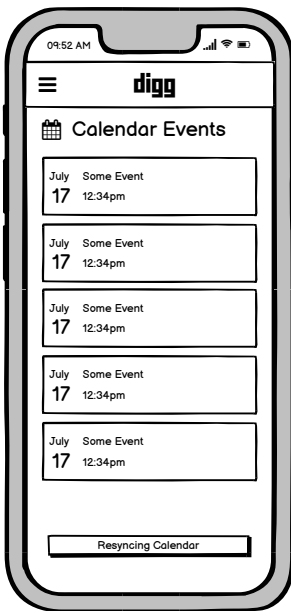 09:52 AM
digg
Calendar Events
July Some Event
17 12:34pm
July Some Event
17 12:34pm
July Some Event
17 12:34pm
July Some Event
17 12:34pm
July Some Event
17 12:34pm
Resyncing Calendar